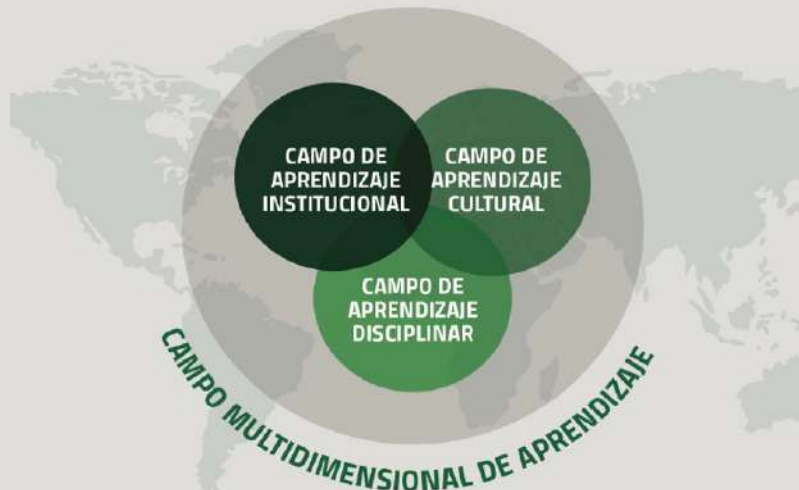 CAMPO DE
APRENDIZAJE
INSTITUCIONAL
CAMPO DE
APRENDIZAJE
CULTURAL
CAMPO DE
APRENDIZAJE
DISCIPLINAR
CAMPO MULTIDIMENSIONAL DE APRENDIZAJE